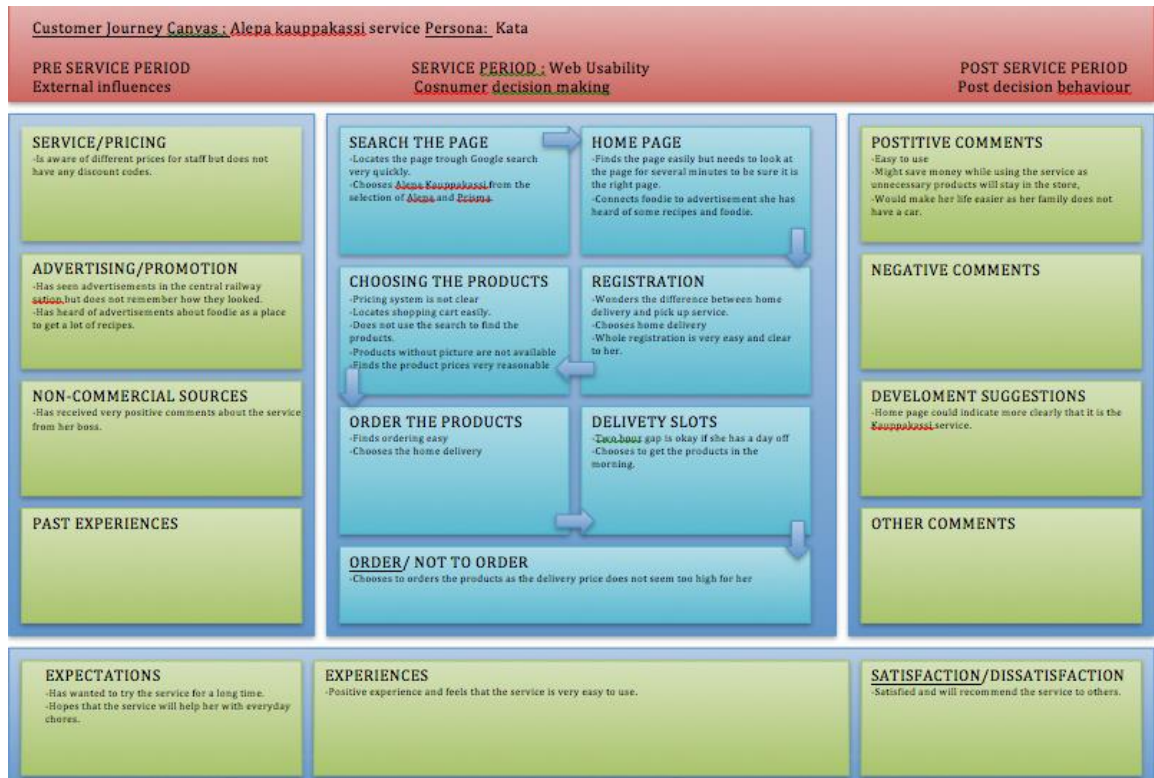 Customer Journey Canvas : Alepa kauppakassi service Persona: Kata
PRE SERVICE PERIOD
External influences
SERVICE PERIOD : Web Usability
Cosnumer decision making
POST SERVICE PERIOD
Post decision behaviour
SERVICE/PRICING
-Is aware of different prices for staff but does not
have any discount codes.
ADVERTISING/PROMOTION
-Has seen advertisements in the central railway
sation but does not remember how they looked.
-Has heard of advertisements about foodie as a place
to get a lot of recipes.
NON-COMMERCIAL SOURCES
-Has received very positive comments about the service
from her boss.
PAST EXPERIENCES
SEARCH THE PAGE
-Locates the page trough Google search
very quickly.
-Chooses Alepa Kauppakassi from the
selection of Alepa and Prisma.
HOME PAGE
-Finds the page easily but needs to look at
the page for several minutes to be sure it is
the right page.
-Connects foodie to advertisement she has
heard of some recipes and foodie.
REGISTRATION
-Wonders the difference between home
delivery and pick up service.
-Chooses home delivery
-Whole registration is very easy and clear
to her.
CHOOSING THE PRODUCTS
-Pricing system is not clear
-Locates shopping cart easily.
-Does not use the search to find the
products.
-Products without picture are not available
-Finds the product prices very reasonable
ORDER THE PRODUCTS
-Finds ordering easy
-Chooses the home delivery
DELIVETY SLOTS
-Two hour gap is okay if she has a day off
-Chooses to get the products in the
morning.
ORDER/ NOT TO ORDER
-Chooses to orders the products as the delivery price does not seem too high for her
POSTITIVE COMMENTS
-Easy to use
-Might save money while using the service as
unnecessary products will stay in the store,
-Would make her life easier as her family does not
have a car.
NEGATIVE COMMENTS
DEVELOMENT SUGGESTIONS
-Home page could indicate more clearly that it is the
Kauppakassi service.
OTHER COMMENTS
EXPECTATIONS
-Has wanted to try the service for a long time.
-Hopes that the service will help her with everyday
chores.
EXPERIENCES
-Positive experience and feels that the service is very easy to use.
SATISFACTION/DISSATISFACTION
-Satisfied and will recommend the service to others.